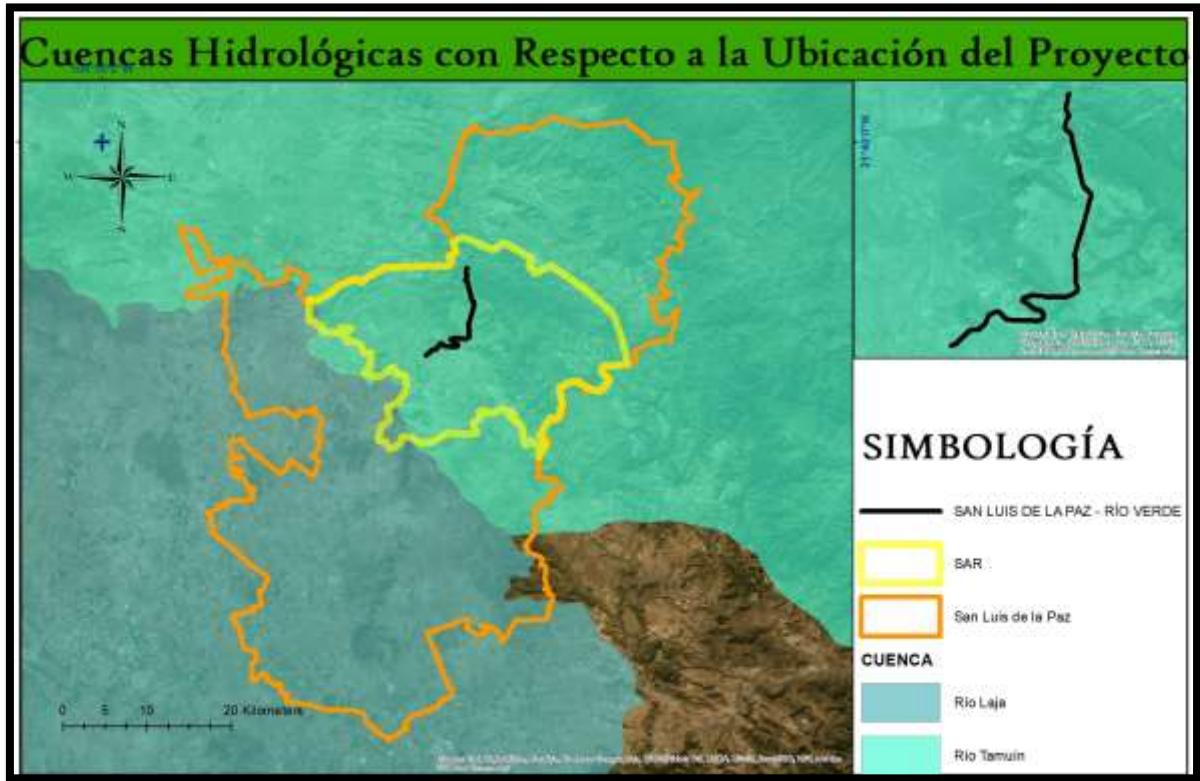 Cuencas Hidrológicas con Respecto a la Ubicación del Proyecto
N
W
E
S
0 5 10 20 Kilometers
SIMBOLOGÍA
SAN LUIS DE LA PAZ - RÍO VERDE
SAR
San Luis de la Paz
CUENCA
Río Laja
Río Tamuín